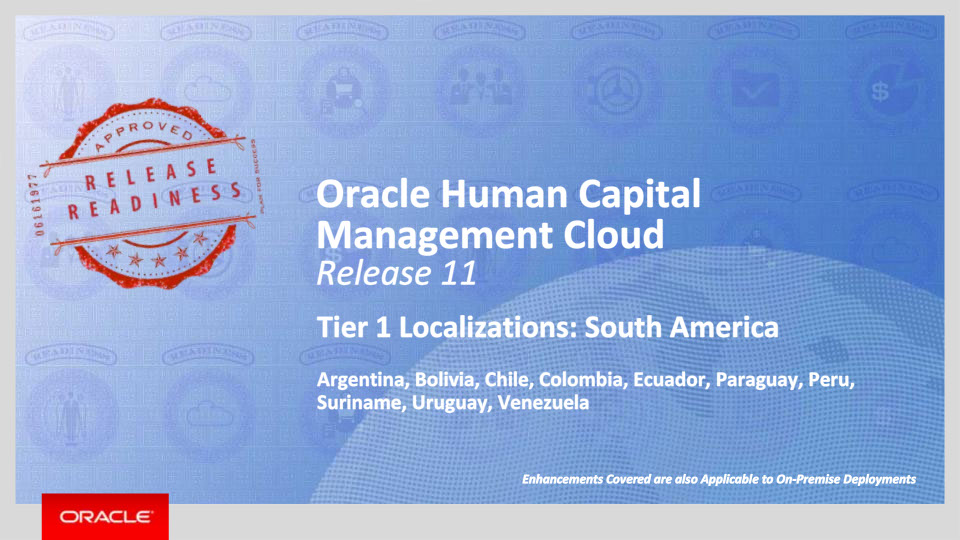 APPROVED
RELEASE
READINESS
06161977
PLAN FOR SUCCESS
Oracle Human Capital
Management Cloud
Release 11
Tier 1 Localizations: South America
Argentina, Bolivia, Chile, Colombia, Ecuador, Paraguay, Peru,
Suriname, Uruguay, Venezuela
Enhancements Covered are also Applicable to On-Premise Deployments
ORACLE